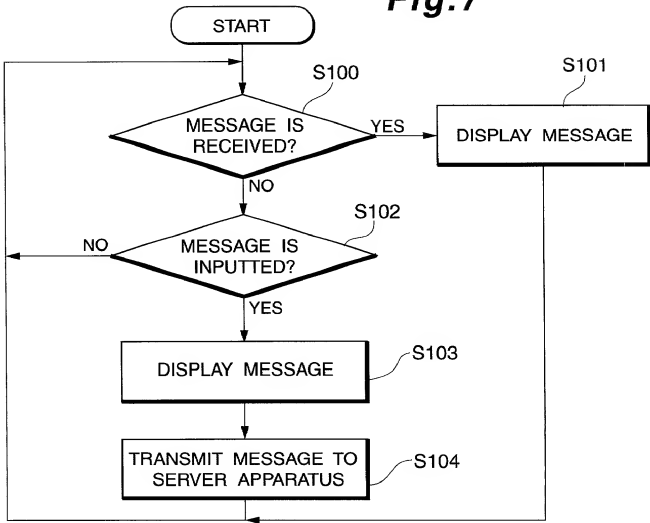 Fig.7
START
S100
S101
MESSAGE IS
RECEIVED?
YES
DISPLAY MESSAGE
NO
S102
MESSAGE IS
INPUTTED?
NO
YES
DISPLAY MESSAGE
S103
TRANSMIT MESSAGE TO
SERVER APPARATUS
S104